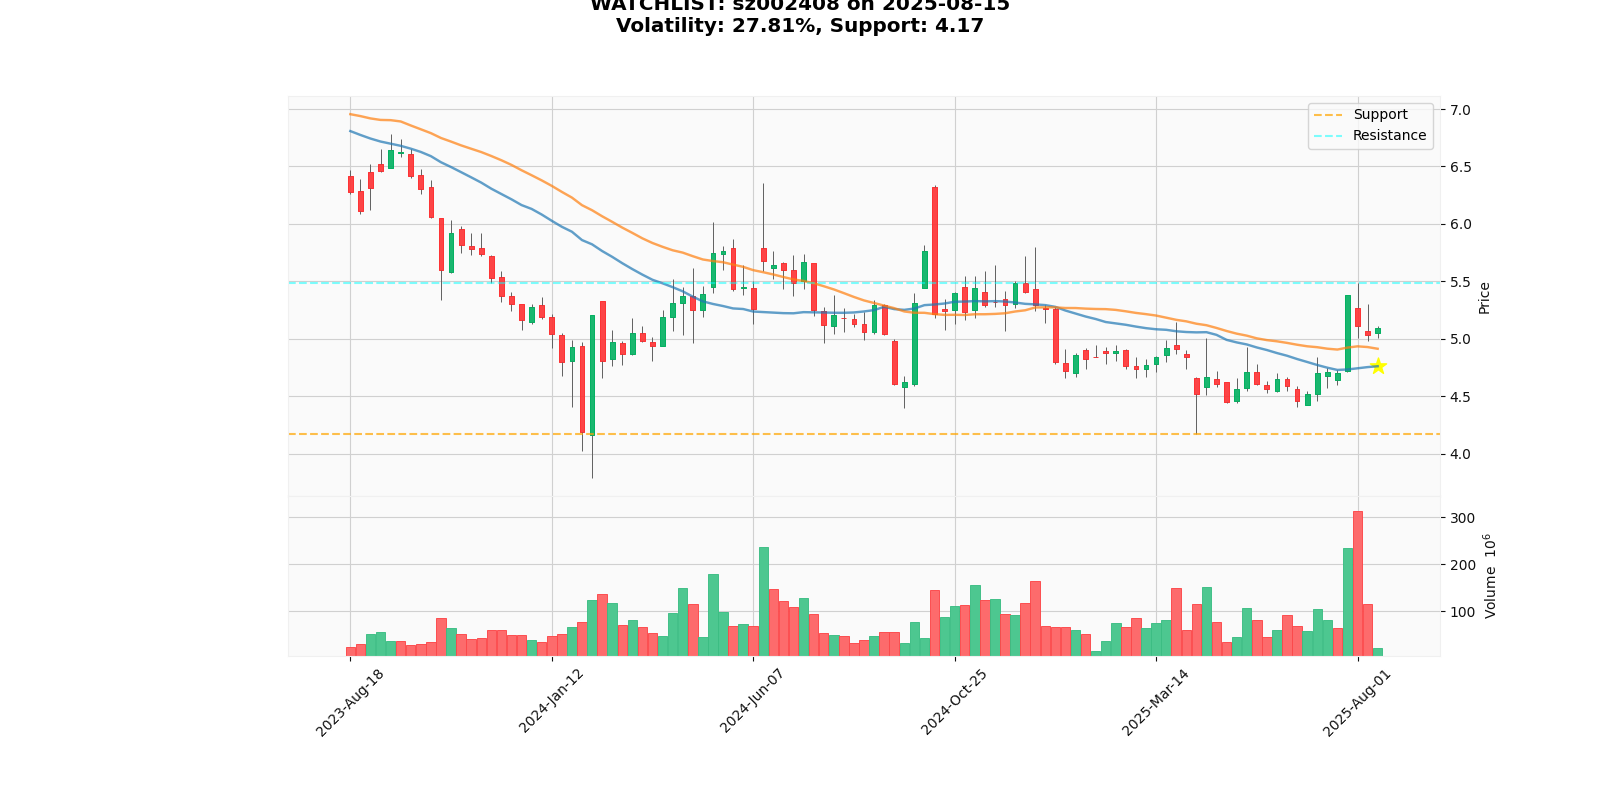 WATCHLIST: sz002408 on 2025-08-15
Volatility: 27.81%, Support: 4.17
Support
Resistance
7.0
6.5
6.0
5.5
5.0
4.5
4.0
Price
300
200
100
Volume 10⁶
2023-Aug-18
2024-Jan-12
2024-Jun-07
2024-Oct-25
2025-Mar-14
2025-Aug-01